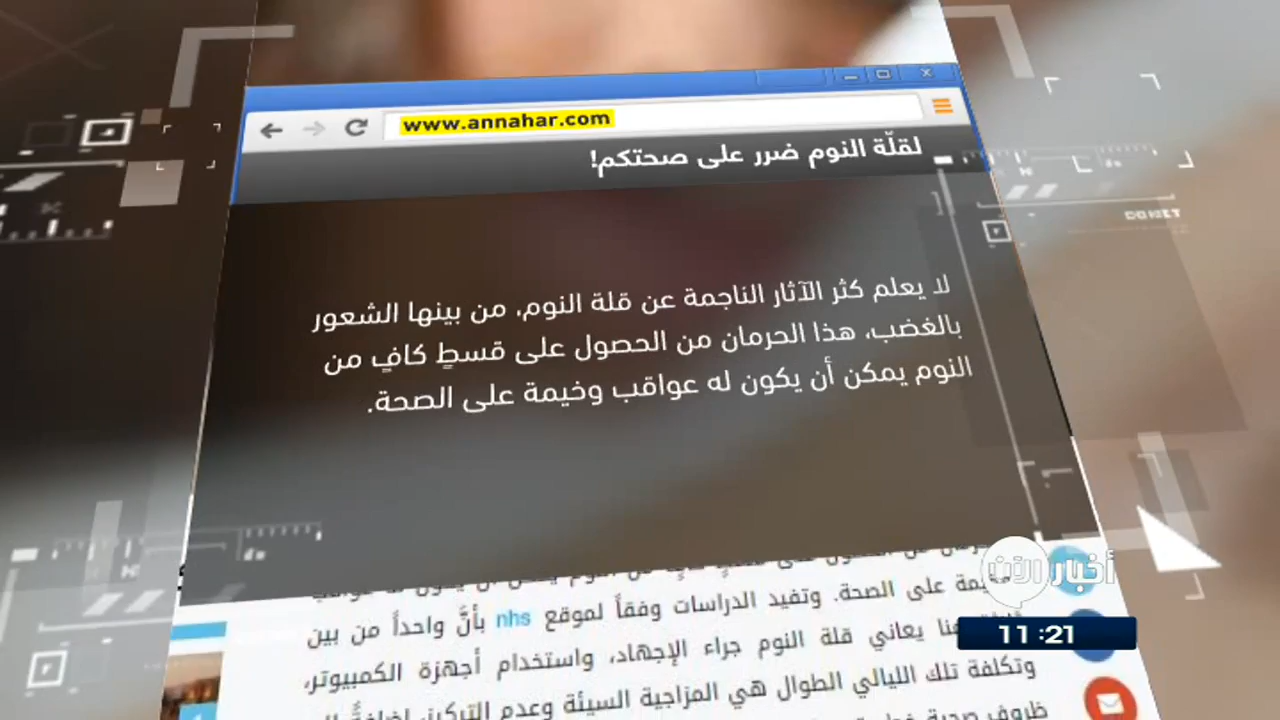 www.annahar.com
لقلّة النوم ضرر على صحتكم!
لا يعلم كثر الآثار الناجمة عن قلة النوم، من بينها الشعور
بالغضب، هذا الحرمان من الحصول على قسطٍ كافٍ من
النوم يمكن أن يكون له عواقب وخيمة على الصحة.
على الصحة. وتفيد الدراسات وفقاً لموقع nhs بأنَّ واحداً من بين
يعاني قلة النوم جراء الإجهاد، واستخدام أجهزة الكمبيوتر،
وتكلفة تلك الليالي الطوال هي المزاجية السيئة وعدم التركيز،
أخبار الآن
11:21